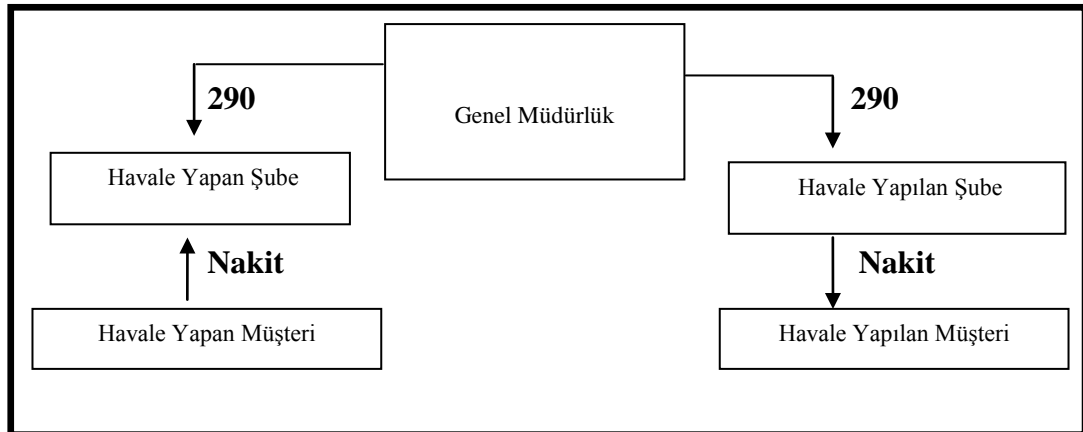 290
Genel Müdürlük
290
Havale Yapan Şube
Havale Yapılan Şube
Nakit
Nakit
Havale Yapan Müşteri
Havale Yapılan Müşteri